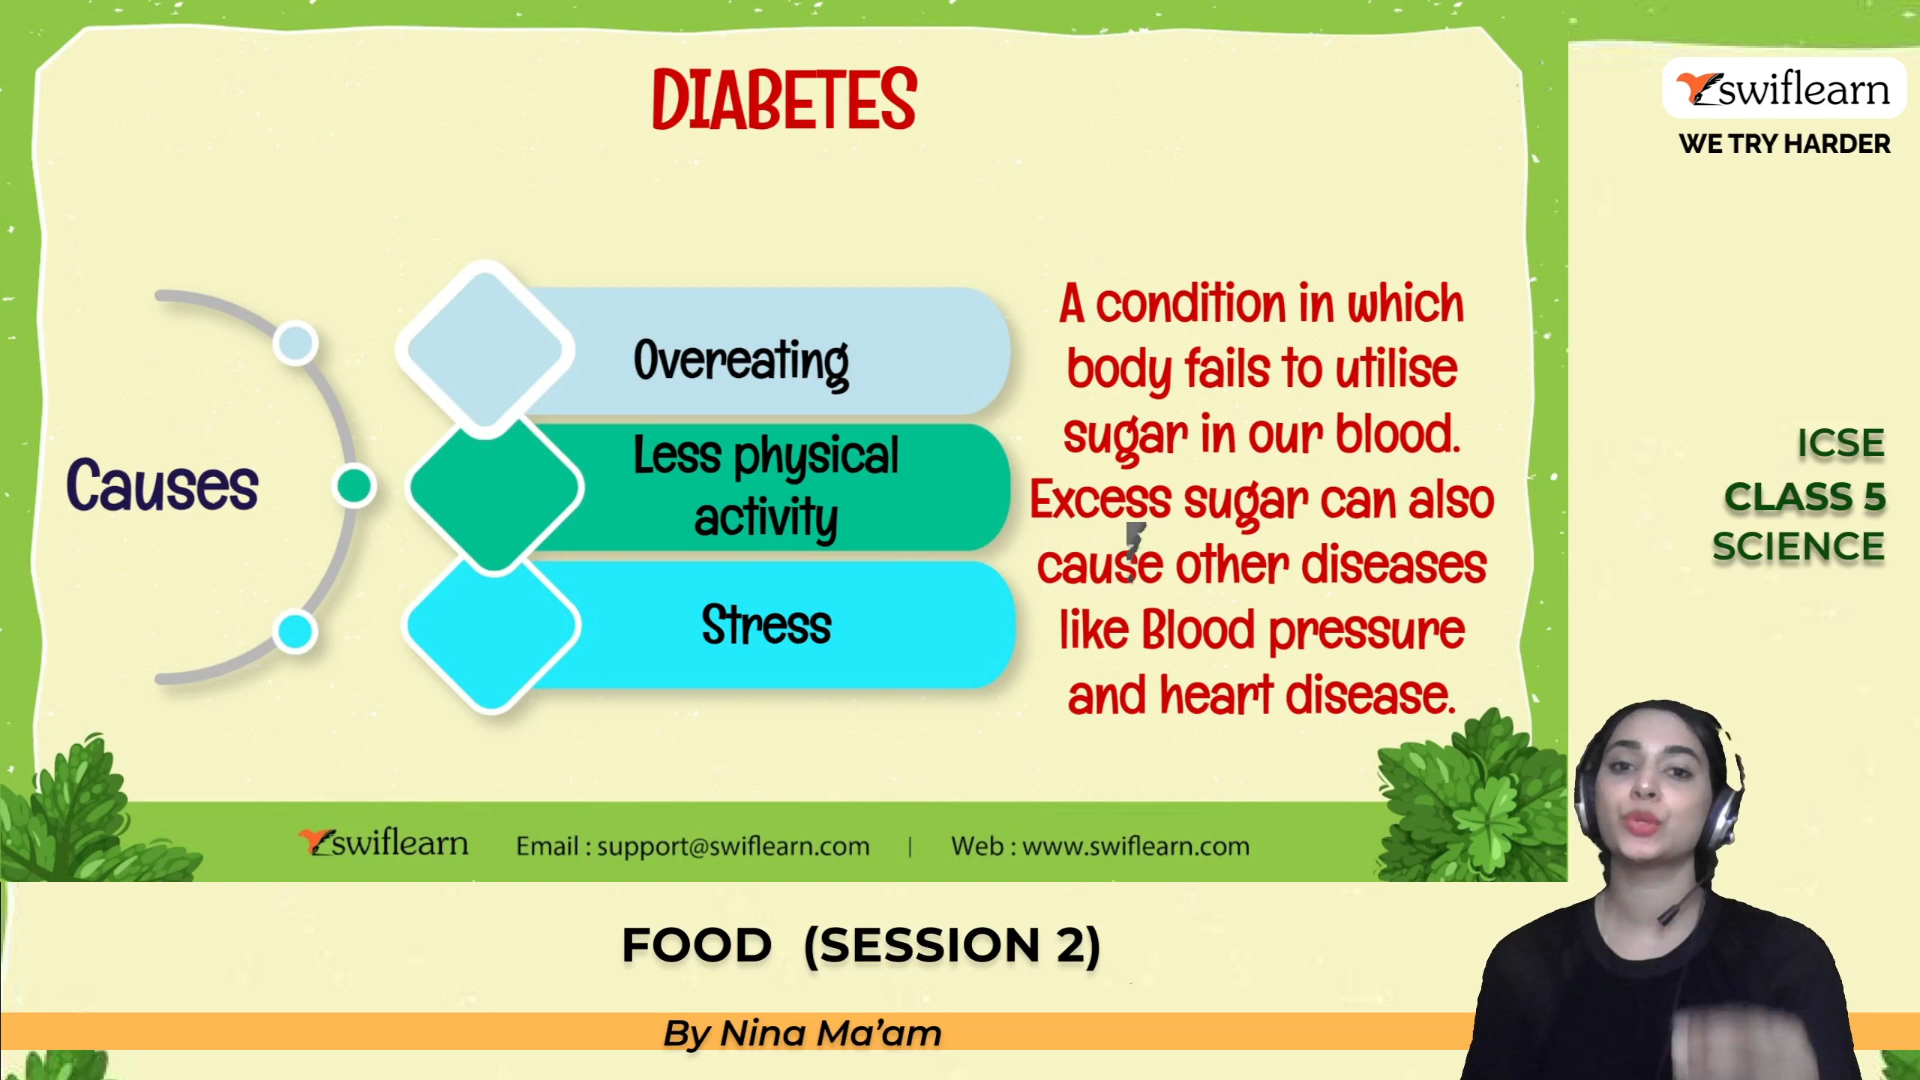 DIABETES
swiflearn
WE TRY HARDER
Causes
Overeating
Less physical
activity
Stress
A condition in which
body fails to utilise
sugar in our blood.
Excess sugar can also
cause other diseases
like Blood pressure
and heart disease.
ICSE
CLASS 5
SCIENCE
swiflearn Email : support@swiflearn.com | Web : www.swiflearn.com
FOOD (SESSION 2)
By Nina Ma’am